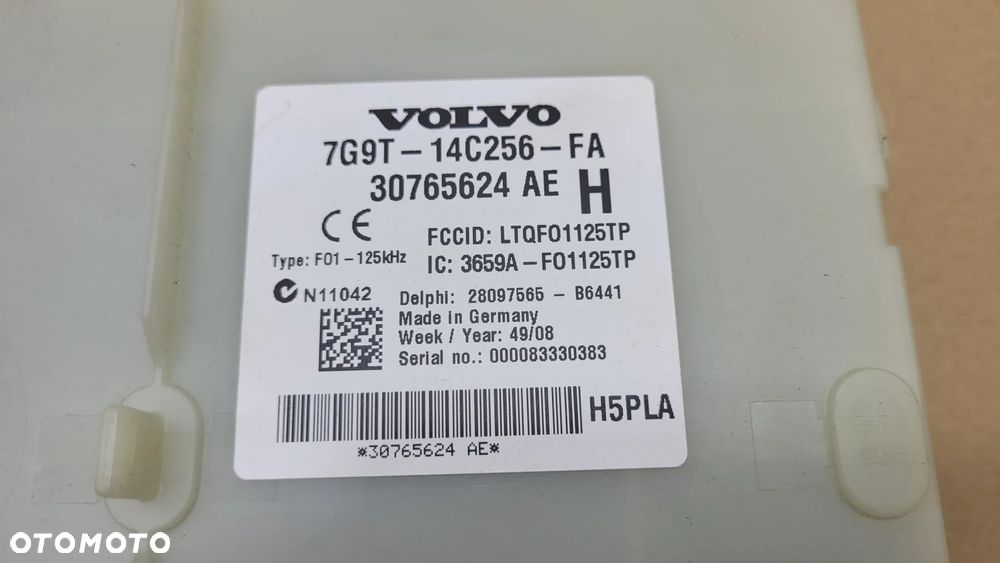 VOLVO
7G9T-14C256-FA
30765624 AE H
CE
FCCID: LTQFO1125TP
Type: F01-125kHz
IC: 3659A-FO1125TP
N11042
Delphi: 28097565 - B6441
Made in Germany
Week / Year: 49/08
Serial no.: 000083330383
H5PLA
*30765624 AE*
OTOMOTO